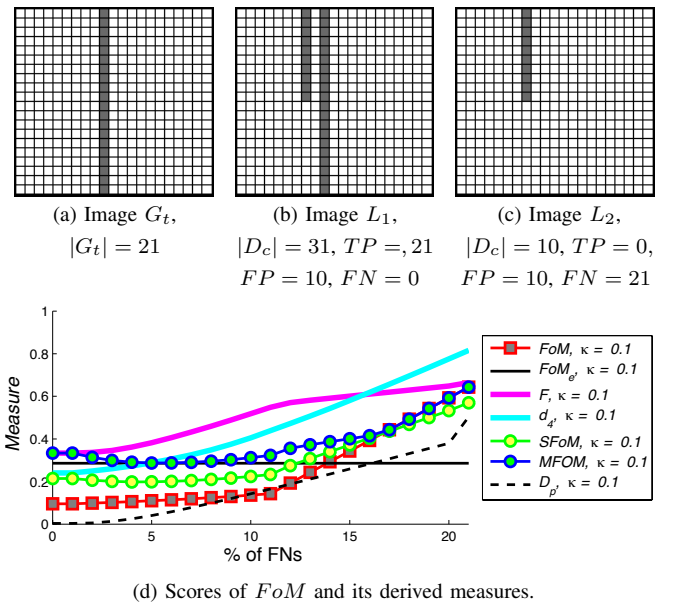 (a) Image G_t,
|G_t| = 21
(b) Image L_1,
|D_c| = 31, TP =, 21
FP = 10, FN = 0
(c) Image L_2,
|D_c| = 10, TP = 0,
FP = 10, FN = 21
Measure
1
0.8
0.6
0.4
0.2
0
0 5 10 15 20
% of FNs
FoM, κ = 0.1
FoM_e, κ = 0.1
F, κ = 0.1
d_4, κ = 0.1
SFoM, κ = 0.1
MFOM, κ = 0.1
D_p, κ = 0.1
(d) Scores of FoM and its derived measures.